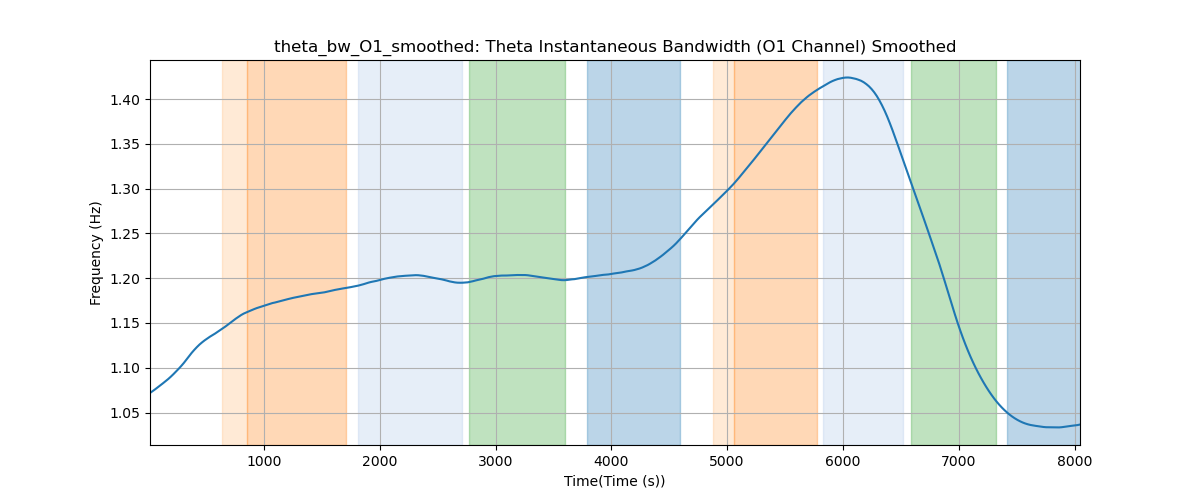 theta_bw_O1_smoothed: Theta Instantaneous Bandwidth (O1 Channel) Smoothed
1.40
1.35
1.30
1.25
1.20
1.15
1.10
1.05
Frequency (Hz)
1000 2000 3000 4000 5000 6000 7000 8000
Time(Time (s))